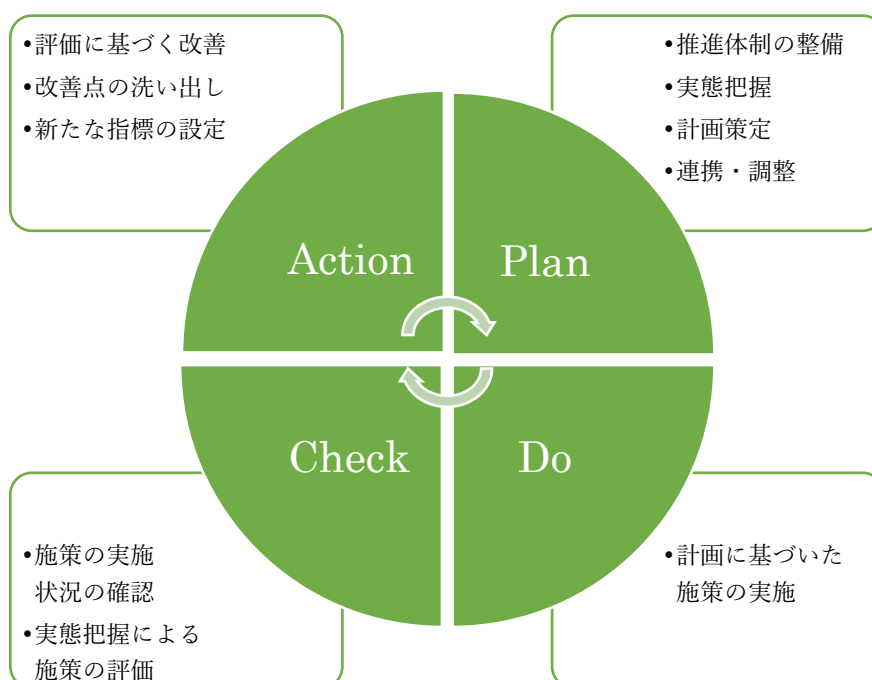 •評価に基づく改善
•改善点の洗い出し
•新たな指標の設定
•推進体制の整備
•実態把握
•計画策定
•連携・調整
Action
Plan
Check
Do
•施策の実施
状況の確認
•実態把握による
施策の評価
•計画に基づいた
施策の実施